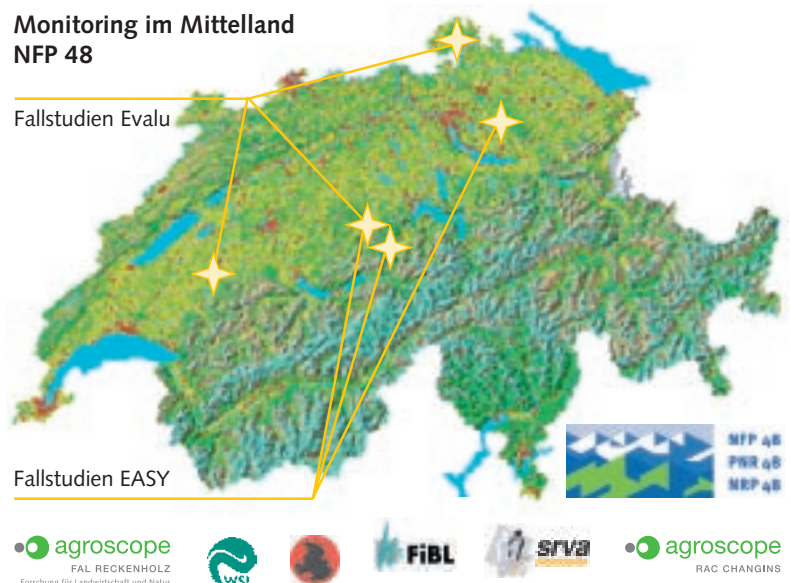 Monitoring im Mittelland
NFP 48
Fallstudien Evalu
Fallstudien EASY
NFP 48
PNR 48
NRP 48
agroscope
FAL RECKENHOLZ
Forschung für Landwirtschaft und Natur
WSL
FiBL
srva
agroscope
RAC CHANGINS